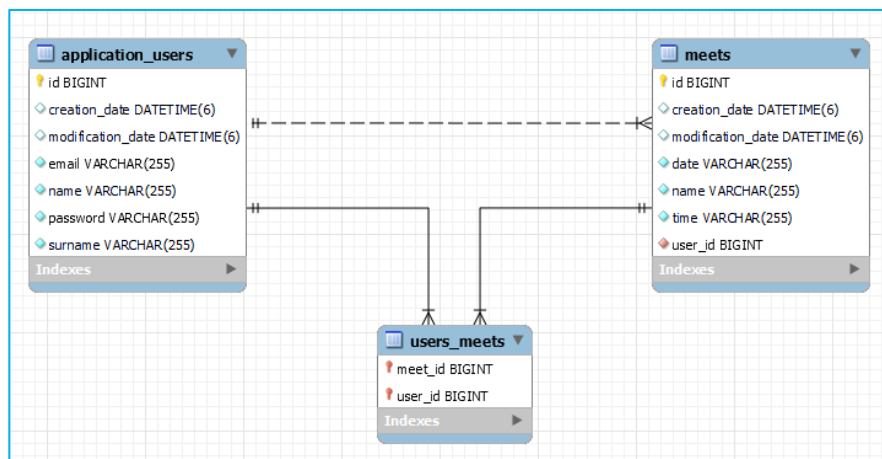 application_users
id BIGINT
creation_date DATETIME(6)
modification_date DATETIME(6)
email VARCHAR(255)
name VARCHAR(255)
password VARCHAR(255)
surname VARCHAR(255)
Indexes
meets
id BIGINT
creation_date DATETIME(6)
modification_date DATETIME(6)
date VARCHAR(255)
name VARCHAR(255)
time VARCHAR(255)
user_id BIGINT
Indexes
users_meets
meet_id BIGINT
user_id BIGINT
Indexes